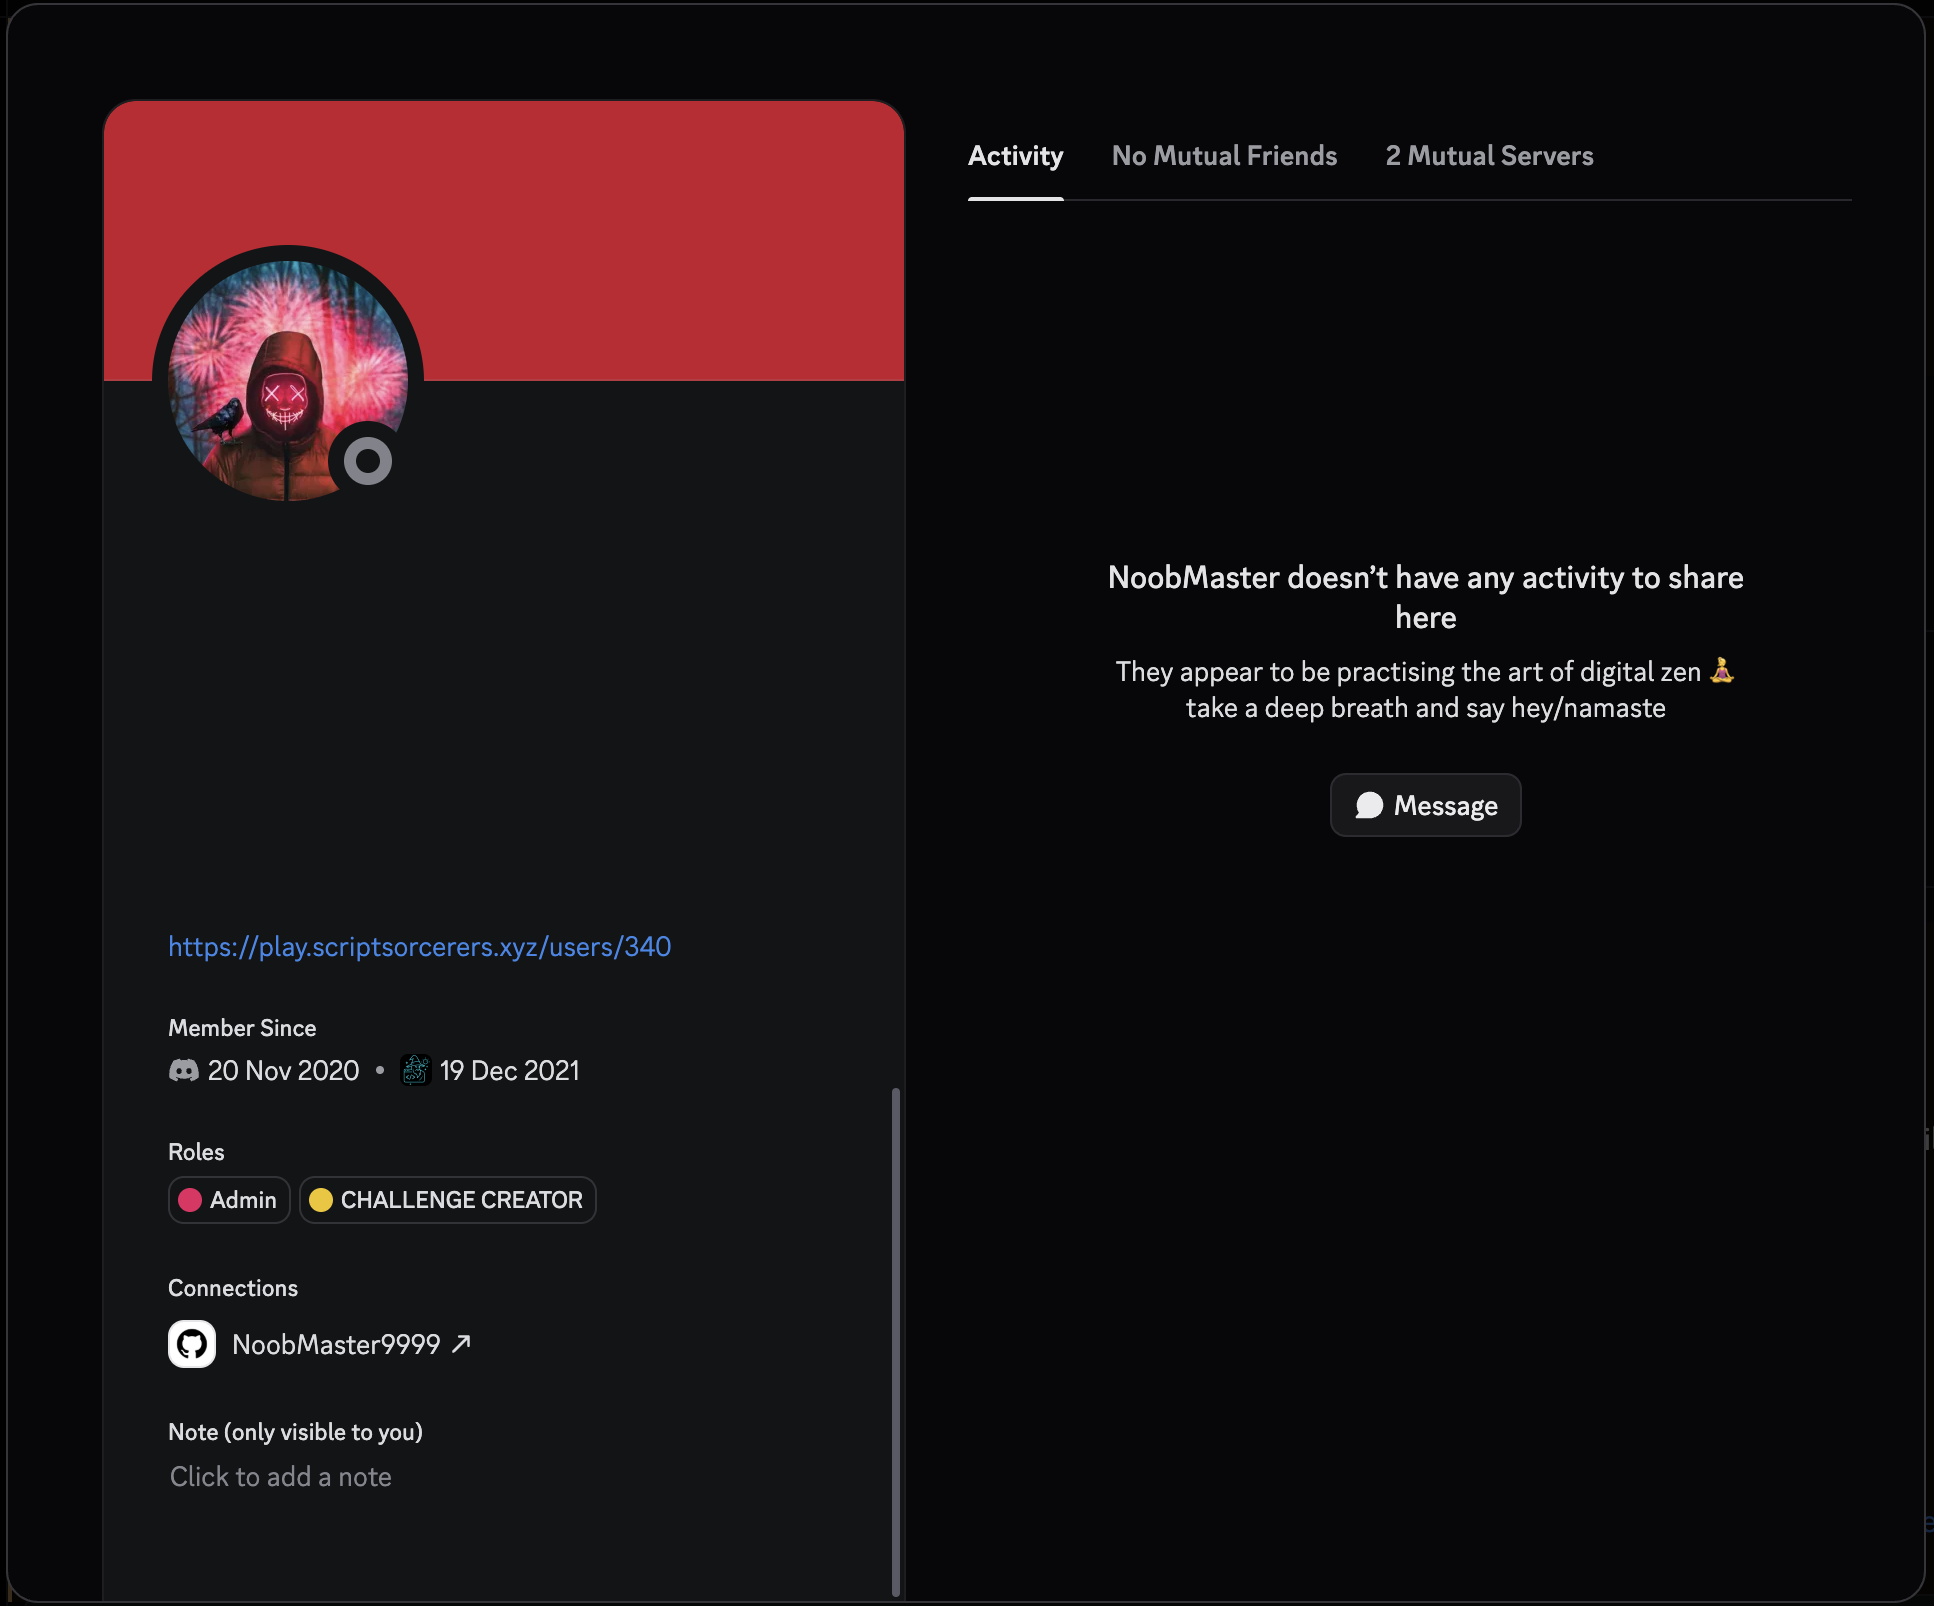 https://play.scriptsorcerers.xyz/users/340
Member Since
20 Nov 2020 • 19 Dec 2021
Roles
Admin CHALLENGE CREATOR
Connections
NoobMaster9999
Note (only visible to you)
Click to add a note
Activity No Mutual Friends 2 Mutual Servers
NoobMaster doesn’t have any activity to share
here
They appear to be practising the art of digital zen 🧘
take a deep breath and say hey/namaste
Message